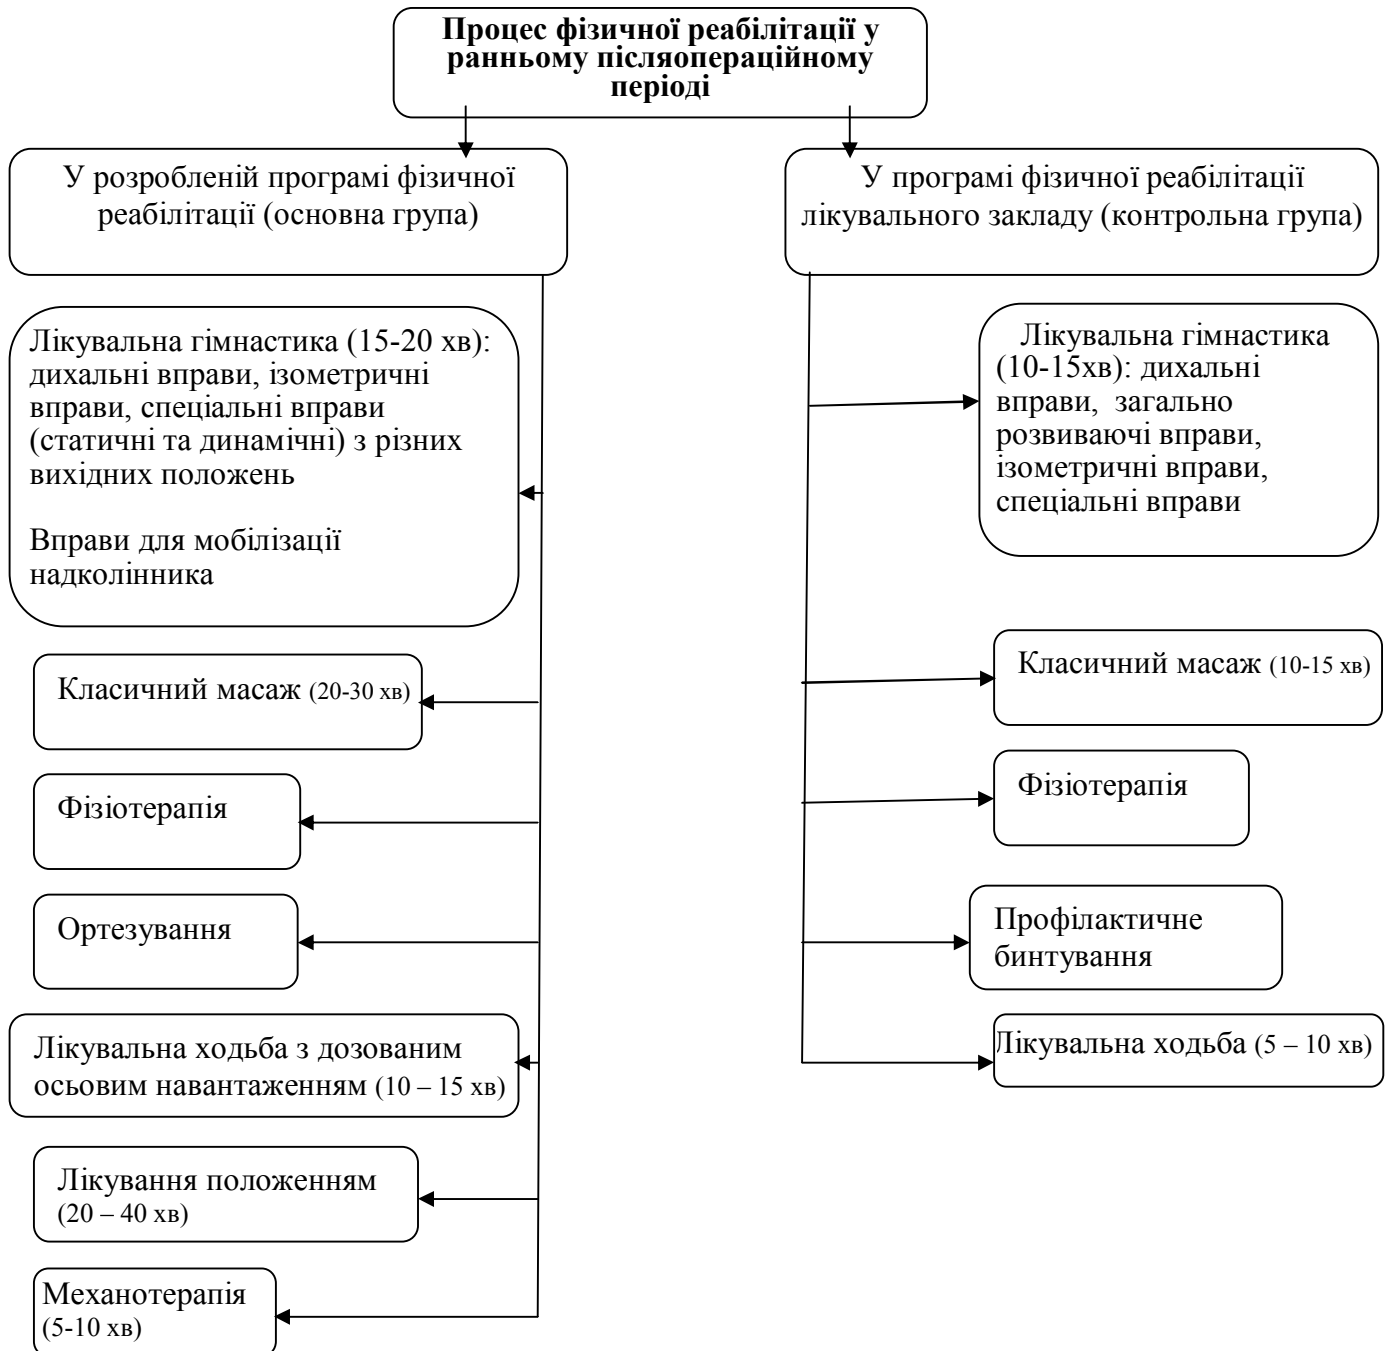 Процес фізичної реабілітації у
ранньому післяопераційному
періоді
У розробленій програмі фізичної
реабілітації (основна група)
У програмі фізичної реабілітації
лікувального закладу (контрольна група)
Лікувальна гімнастика (15-20 хв):
дихальні вправи, ізометричні
вправи, спеціальні вправи
(статичні та динамічні) з різних
вихідних положень
Вправи для мобілізації
надколінника
Класичний масаж (20-30 хв)
Фізіотерапія
Ортезування
Лікувальна ходьба з дозованим
осьовим навантаженням (10 – 15 хв)
Лікування положенням
(20 – 40 хв)
Механотерапія
(5-10 хв)
Лікувальна гімнастика
(10-15хв): дихальні
вправи, загально
розвиваючі вправи,
ізометричні вправи,
спеціальні вправи
Класичний масаж (10-15 хв)
Фізіотерапія
Профілактичне
бинтування
Лікувальна ходьба (5 – 10 хв)